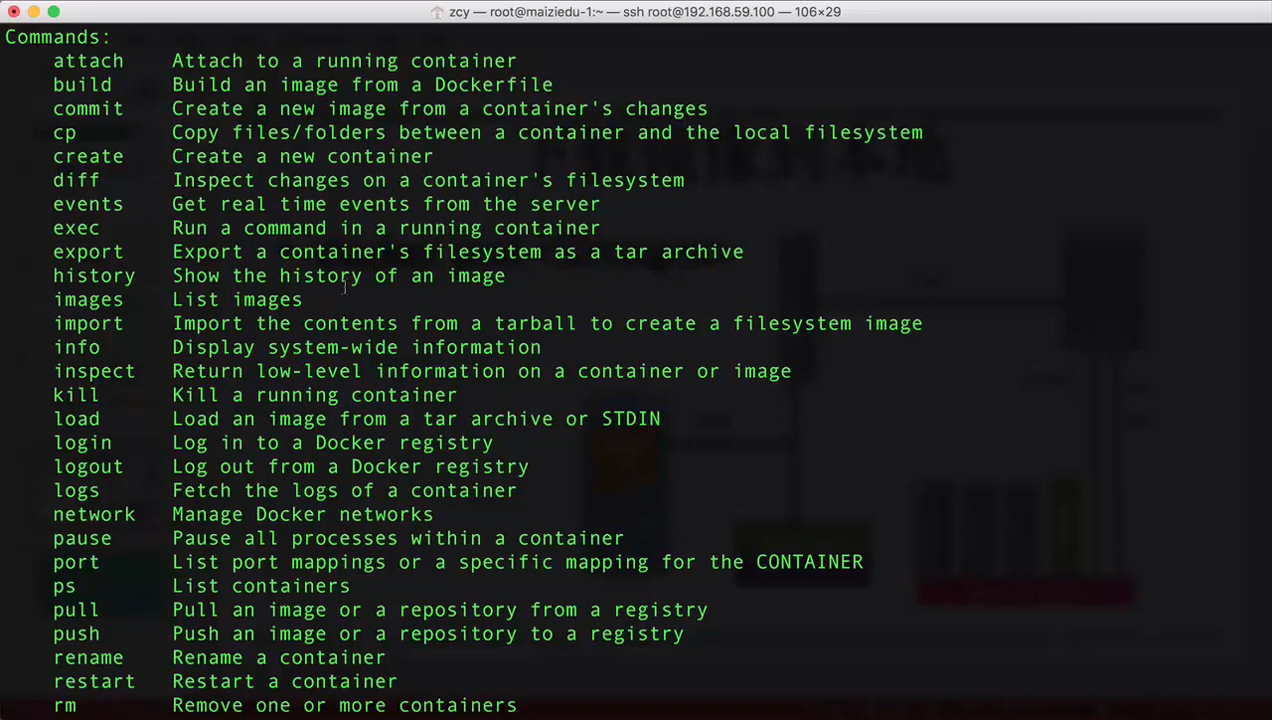 zcy — root@maiziedu-1:~ — ssh root@192.168.59.100 — 106×29
Commands:
attach Attach to a running container
build Build an image from a Dockerfile
commit Create a new image from a container's changes
cp Copy files/folders between a container and the local filesystem
create Create a new container
diff Inspect changes on a container's filesystem
events Get real time events from the server
exec Run a command in a running container
export Export a container's filesystem as a tar archive
history Show the history of an image
images List images
import Import the contents from a tarball to create a filesystem image
info Display system-wide information
inspect Return low-level information on a container or image
kill Kill a running container
load Load an image from a tar archive or STDIN
login Log in to a Docker registry
logout Log out from a Docker registry
logs Fetch the logs of a container
network Manage Docker networks
pause Pause all processes within a container
port List port mappings or a specific mapping for the CONTAINER
ps List containers
pull Pull an image or a repository from a registry
push Push an image or a repository to a registry
rename Rename a container
restart Restart a container
rm Remove one or more containers